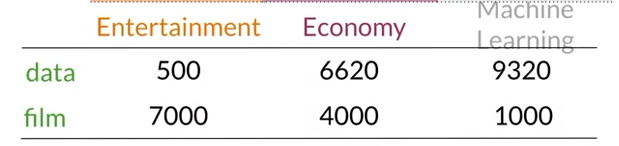 Entertainment Economy Machine Learning
data 500 6620 9320
film 7000 4000 1000